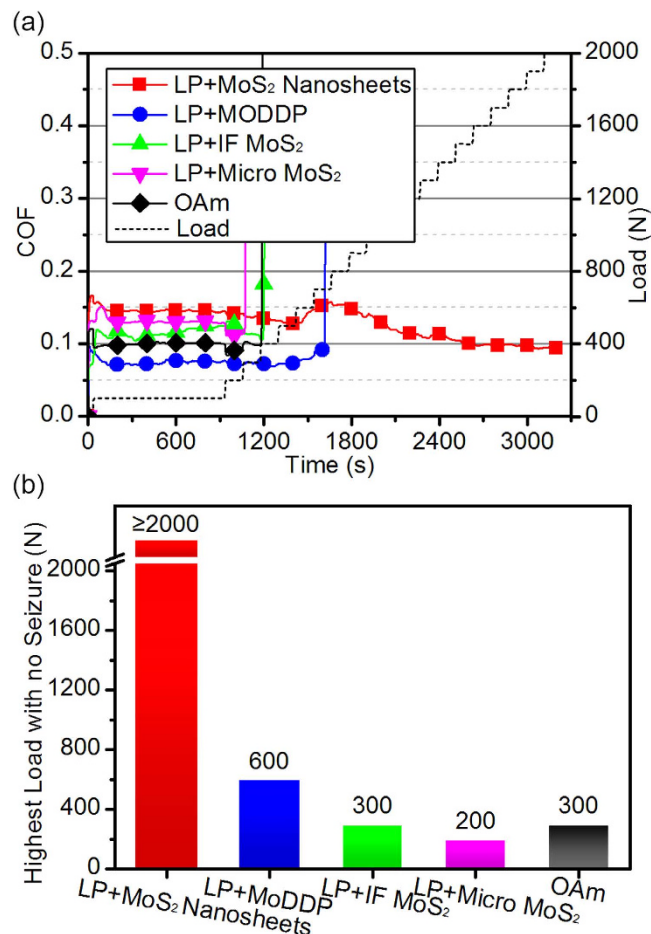 (a)
0.5
0.4
0.3
0.2
0.1
0.0
COF
LP+MoS₂ Nanosheets
LP+MODDP
LP+IF MoS₂
LP+Micro MoS₂
OAm
Load
2000
1600
1200
800
400
0
Load (N)
0 600 1200 1800 2400 3000
Time (s)
(b)
Highest Load with no Seizure (N)
2000
1600
1200
800
400
0
≥2000
600
300
200
300
LP+MoS₂ Nanosheets
LP+MoDDP
LP+IF MoS₂
LP+Micro MoS₂
OAm